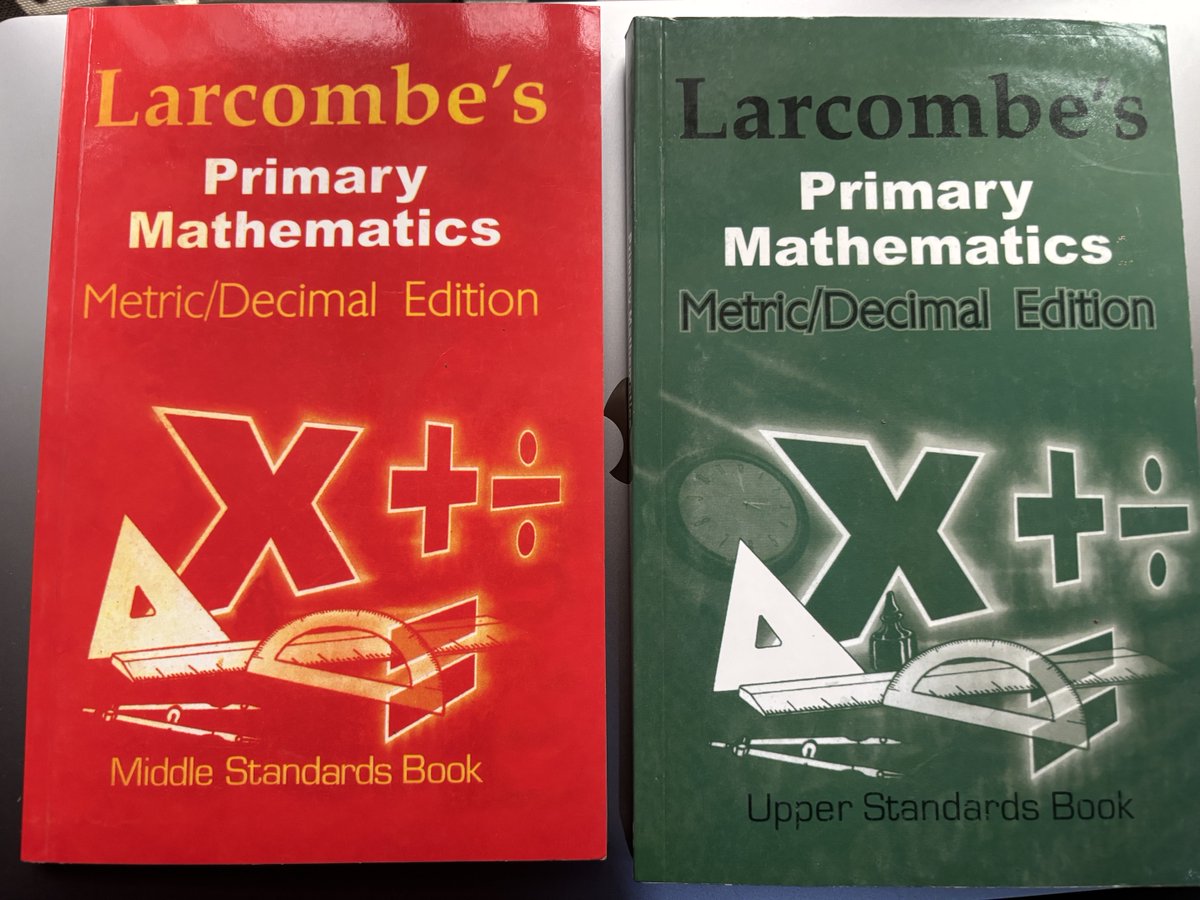 Larcombe's
Primary
Mathematics
Metric/Decimal Edition
X + ÷
Middle Standards Book
Larcombe's
Primary
Mathematics
Metric/Decimal Edition
X + ÷
Upper Standards Book